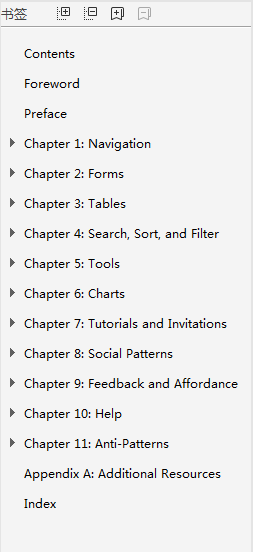 书签
Contents
Foreword
Preface
Chapter 1: Navigation
Chapter 2: Forms
Chapter 3: Tables
Chapter 4: Search, Sort, and Filter
Chapter 5: Tools
Chapter 6: Charts
Chapter 7: Tutorials and Invitations
Chapter 8: Social Patterns
Chapter 9: Feedback and Affordance
Chapter 10: Help
Chapter 11: Anti-Patterns
Appendix A: Additional Resources
Index